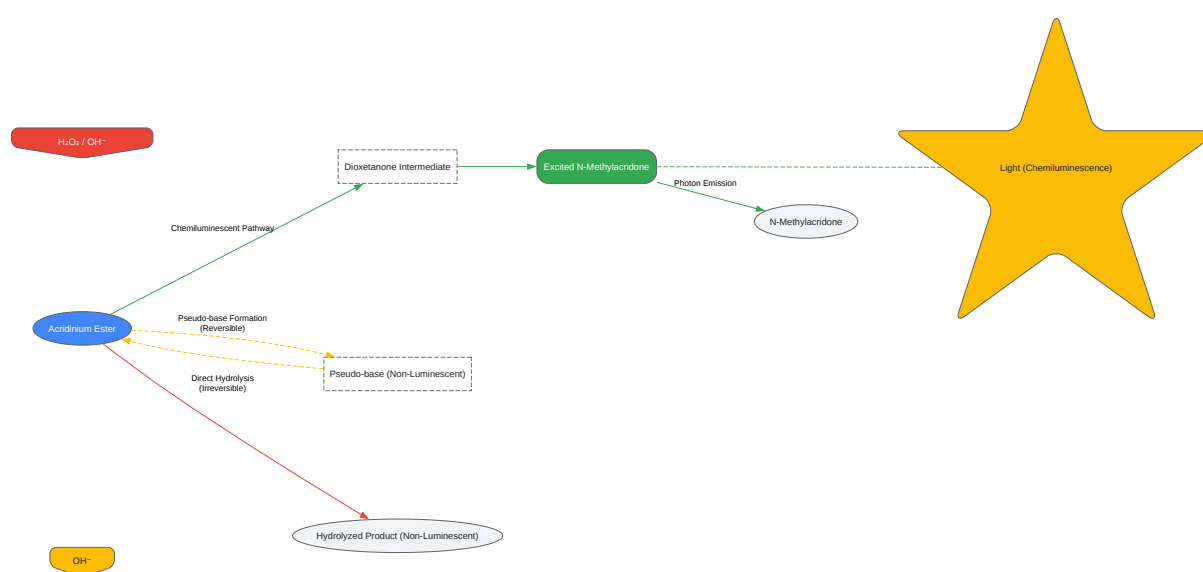 H₂O₂ / OH⁻
Dioxetanone Intermediate
Excited N-Methylacridone
Light (Chemiluminescence)
Photon Emission
N-Methylacridone
Chemiluminescent Pathway
Acridinium Ester
Pseudo-base Formation
(Reversible)
Pseudo-base (Non-Luminescent)
Direct Hydrolysis
(Irreversible)
Hydrolyzed Product (Non-Luminescent)
OH⁻